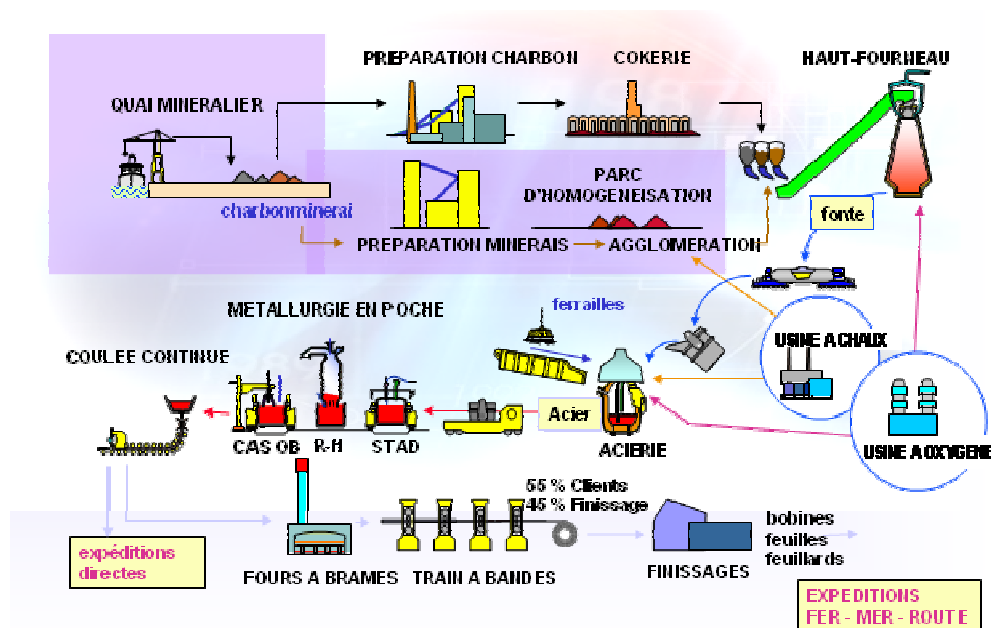 PREPARATION CHARBON
COKERIE
HAUT-FOURNEAU
QUAI MINERALIER
charbonminerai
PARC
D'HOMOGENEISATION
PREPARATION MINERAIS
AGGLOMERATION
fonte
METALLURGIE EN POCHE
ferrailles
USINE A CHAUX
COULEE CONTINUE
Acier
CAS OB
R-H
STAD
ACIERIE
USINE A OXYGENE
55 % Clients
45 % Finissage
expéditions
directes
FOURS A BRAMES
TRAIN A BANDES
FINISSAGES
bobines
feuilles
feuillards
EXPEDITIONS
FER - MER - ROUTE